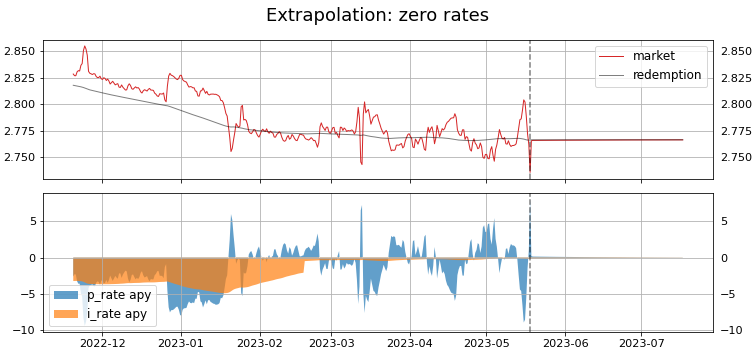 Extrapolation: zero rates
2.850 2.850
2.825 2.825
2.800 2.800
2.775 2.775
2.750 2.750
market
redemption
5 5
0 0
−5 −5
−10 −10
p_rate apy
i_rate apy
2022-12 2023-01 2023-02 2023-03 2023-04 2023-05 2023-06 2023-07